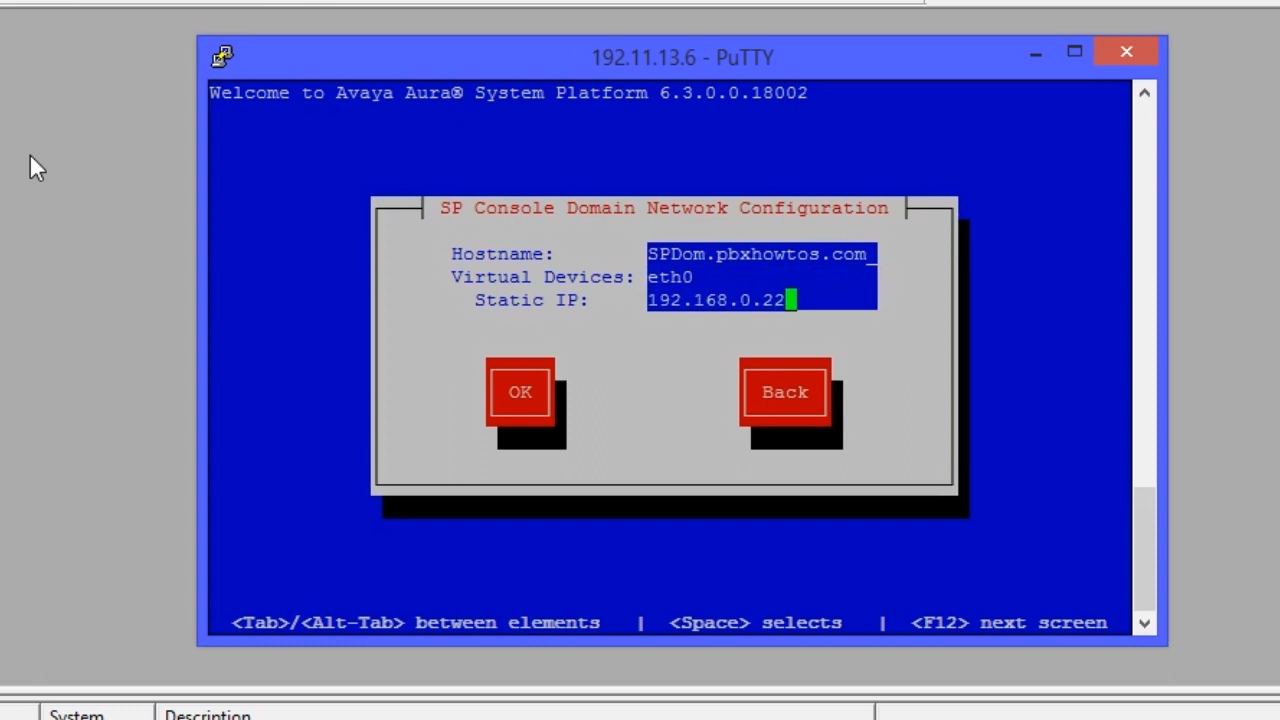 192.11.13.6 - PuTTY
Welcome to Avaya Aura® System Platform 6.3.0.0.18002
SP Console Domain Network Configuration
Hostname: SPDom.pbxhowtos.com_
Virtual Devices: eth0
Static IP: 192.168.0.22
OK Back
<Tab>/<Alt-Tab> between elements | <Space> selects | <F12> next screen
System Description